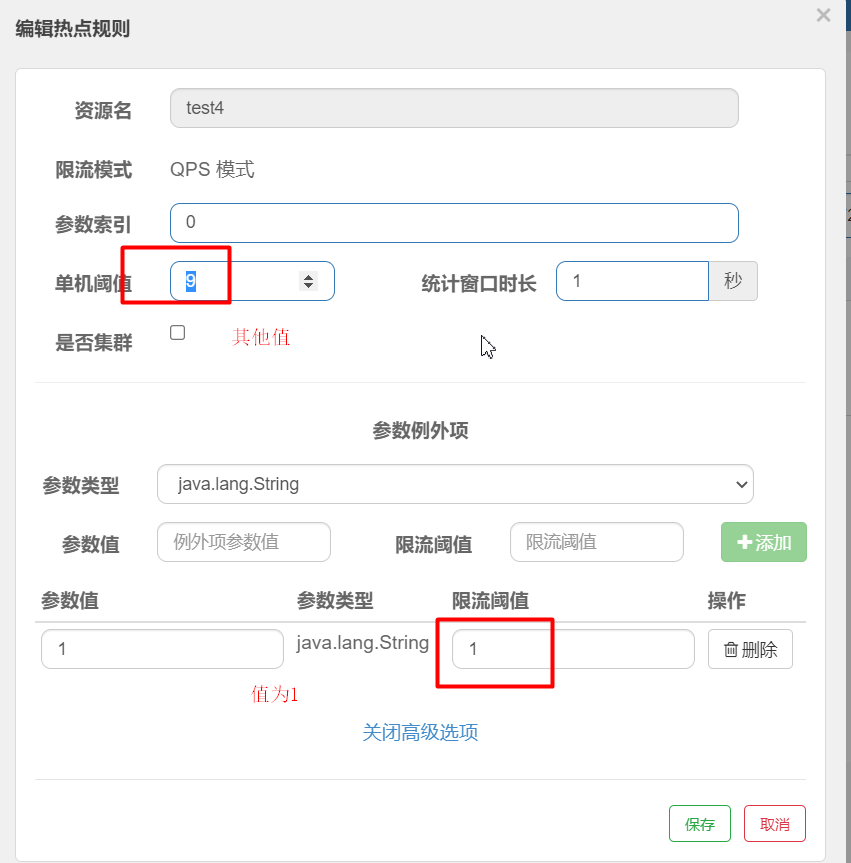 编辑热点规则 ×
资源名 test4
限流模式 QPS 模式
参数索引 0
单机阈值 9 统计窗口时长 1 秒
是否集群 其他值
参数例外项
参数类型 java.lang.String
参数值 例外项参数值 限流阈值 限流阈值 添加
参数值 参数类型 限流阈值 操作
1 java.lang.String 1 删除
值为1
关闭高级选项
保存 取消